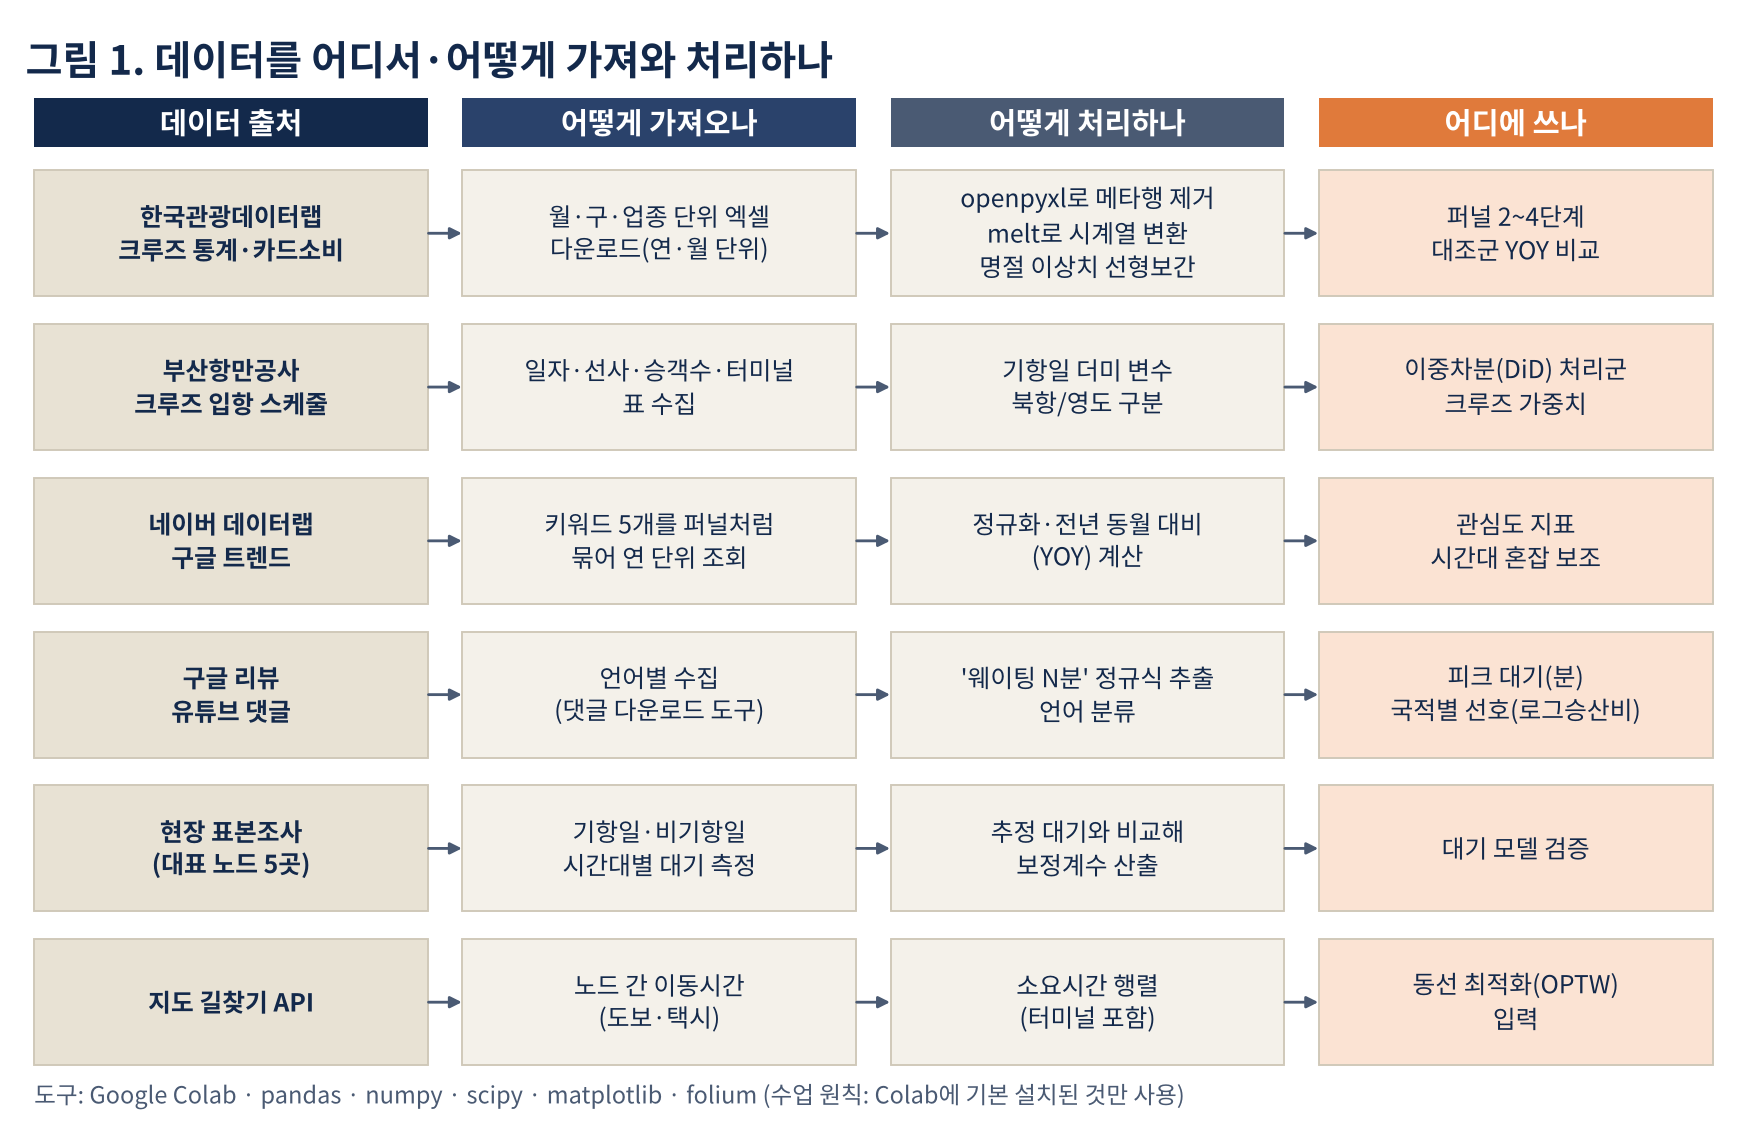 그림 1. 데이터를 어디서·어떻게 가져와 처리하나
데이터 출처
어떻게 가져오나
어떻게 처리하나
어디에 쓰나
한국관광데이터랩
크루즈 통계·카드소비
월·구·업종 단위 엑셀
다운로드(연·월 단위)
openpyxl로 메타행 제거
melt로 시계열 변환
명절 이상치 선형보간
퍼널 2~4단계
대조군 YOY 비교
부산항만공사
크루즈 입항 스케줄
일자·선사·승객수·터미널
표 수집
기항일 더미 변수
북항/영도 구분
이중차분(DiD) 처리군
크루즈 가중치
네이버 데이터랩
구글 트렌드
키워드 5개를 퍼널처럼
묶어 연 단위 조회
정규화·전년 동월 대비
(YOY) 계산
관심도 지표
시간대 혼잡 보조
구글 리뷰
유튜브 댓글
언어별 수집
(댓글 다운로드 도구)
'웨이팅 N분' 정규식 추출
언어 분류
피크 대기(분)
국적별 선호(로그승산비)
현장 표본조사
(대표 노드 5곳)
기항일·비기항일
시간대별 대기 측정
추정 대기와 비교해
보정계수 산출
대기 모델 검증
지도 길찾기 API
노드 간 이동시간
(도보·택시)
소요시간 행렬
(터미널 포함)
동선 최적화(OPTW)
입력
도구: Google Colab · pandas · numpy · scipy · matplotlib · folium (수업 원칙: Colab에 기본 설치된 것만 사용)